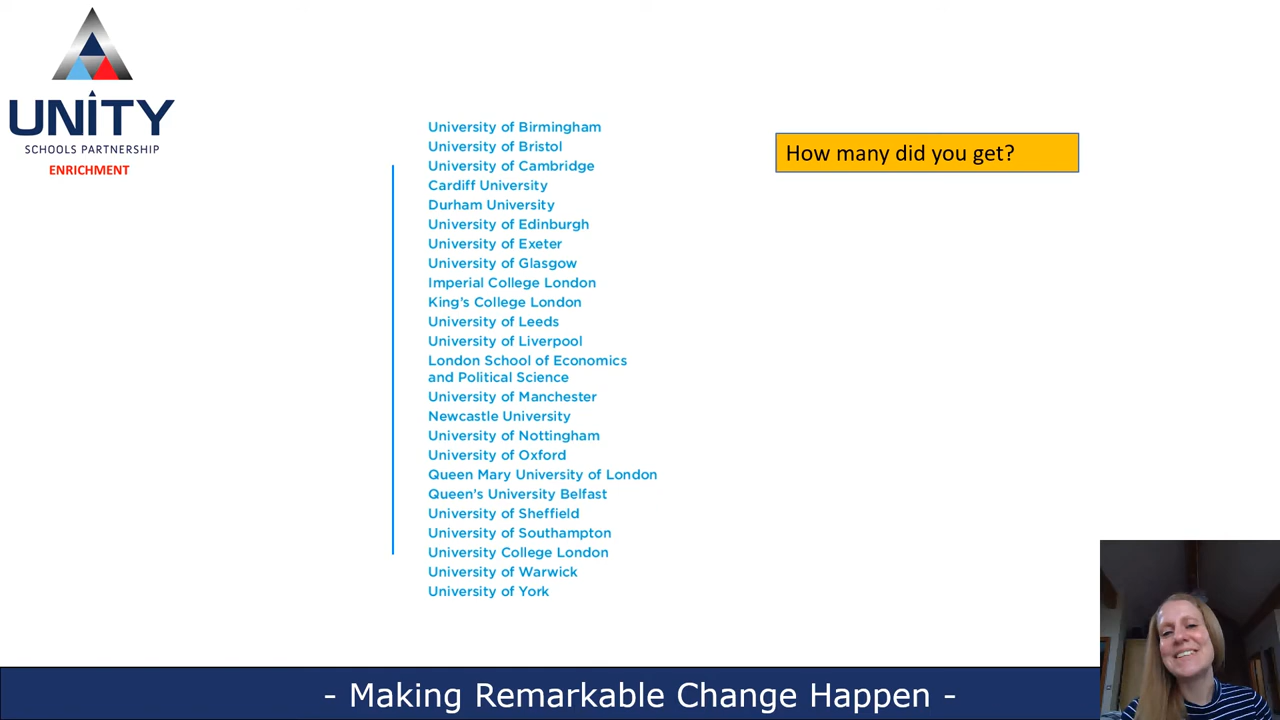 UNITY
SCHOOLS PARTNERSHIP
ENRICHMENT
University of Birmingham
University of Bristol
University of Cambridge
Cardiff University
Durham University
University of Edinburgh
University of Exeter
University of Glasgow
Imperial College London
King's College London
University of Leeds
University of Liverpool
London School of Economics
and Political Science
University of Manchester
Newcastle University
University of Nottingham
University of Oxford
Queen Mary University of London
Queen's University Belfast
University of Sheffield
University of Southampton
University College London
University of Warwick
University of York
How many did you get?
- Making Remarkable Change Happen -